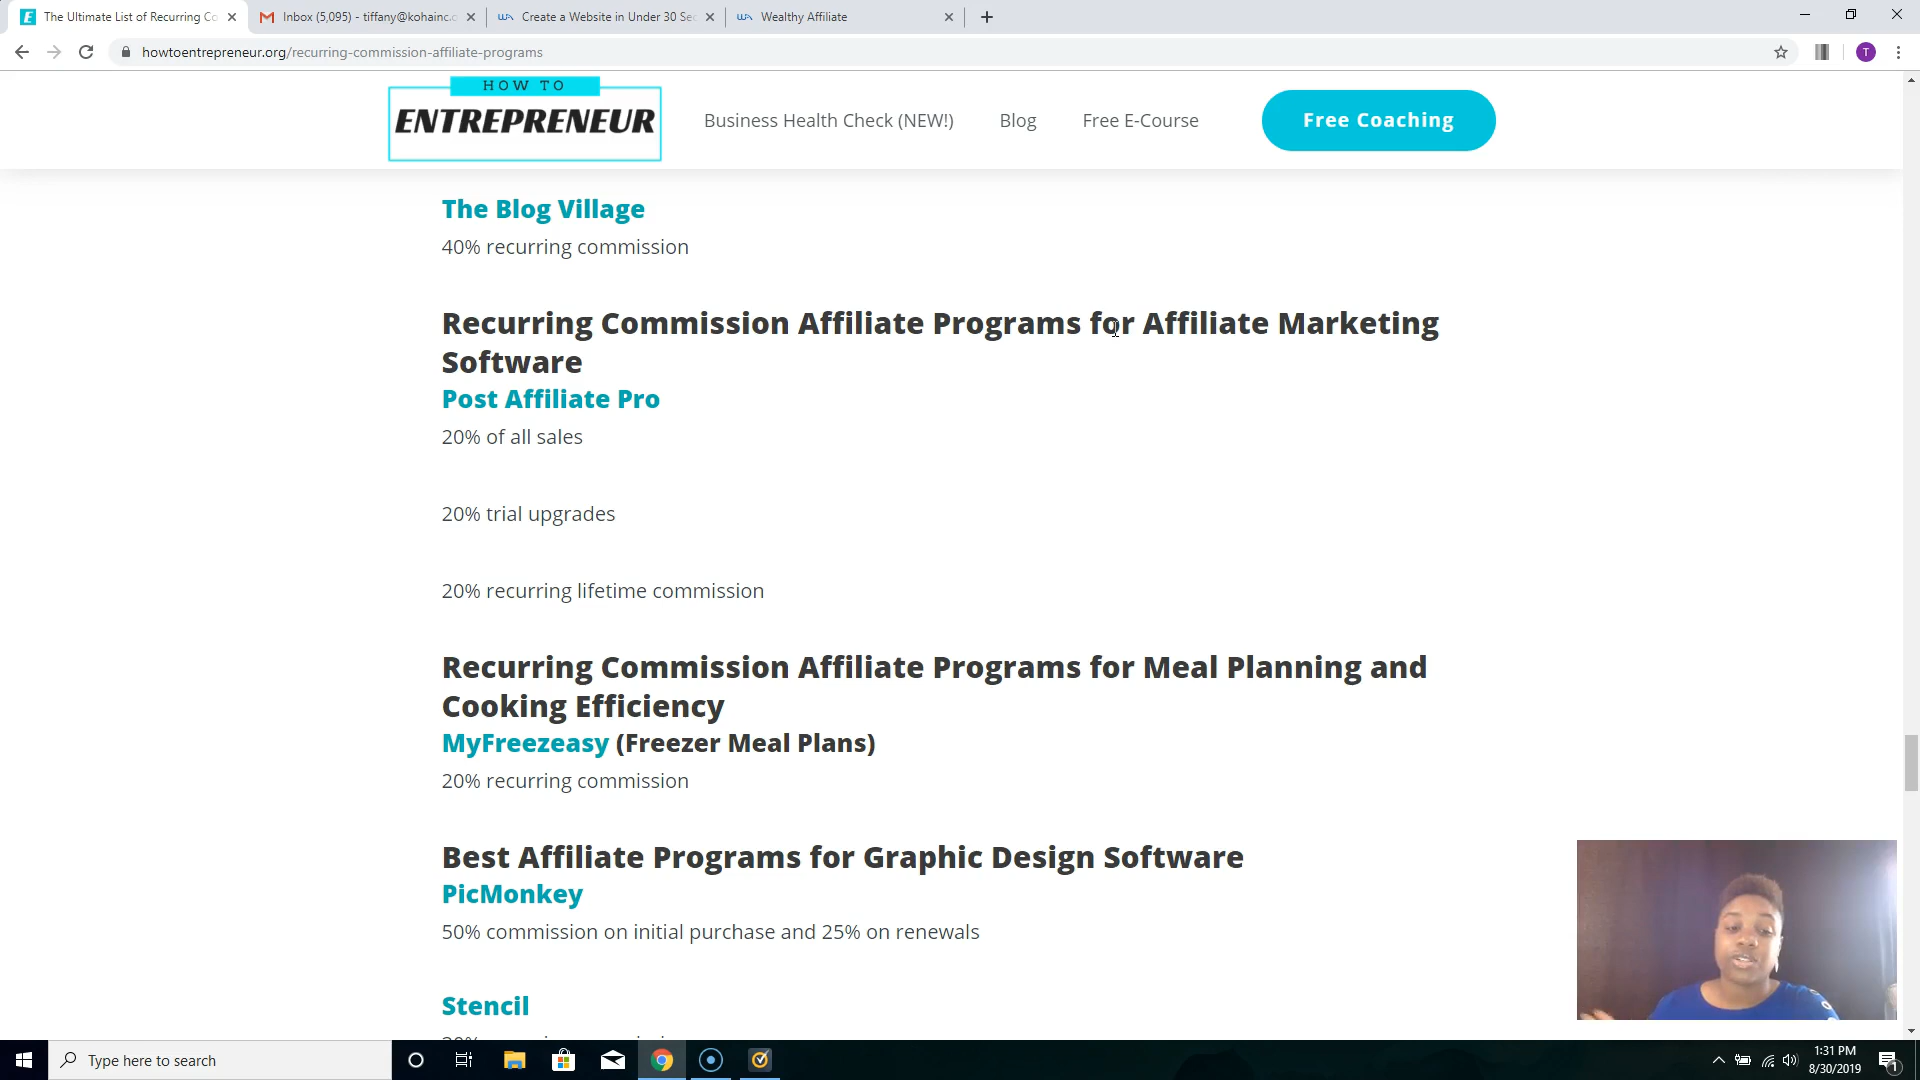 The Ultimate List of Recurring Co
Inbox (5,095) - tiffany@kohainc.c
Create a Website in Under 30 Sec
Wealthy Affiliate
howtoentrepreneur.org/recurring-commission-affiliate-programs
T
HOW TO
ENTREPRENEUR
Business Health Check (NEW!)
Blog
Free E-Course
Free Coaching
The Blog Village
40% recurring commission
Recurring Commission Affiliate Programs for Affiliate Marketing
Software
Post Affiliate Pro
20% of all sales
20% trial upgrades
20% recurring lifetime commission
Recurring Commission Affiliate Programs for Meal Planning and
Cooking Efficiency
MyFreezeasy (Freezer Meal Plans)
20% recurring commission
Best Affiliate Programs for Graphic Design Software
PicMonkey
50% commission on initial purchase and 25% on renewals
Stencil
Type here to search
1:31 PM
8/30/2019
1